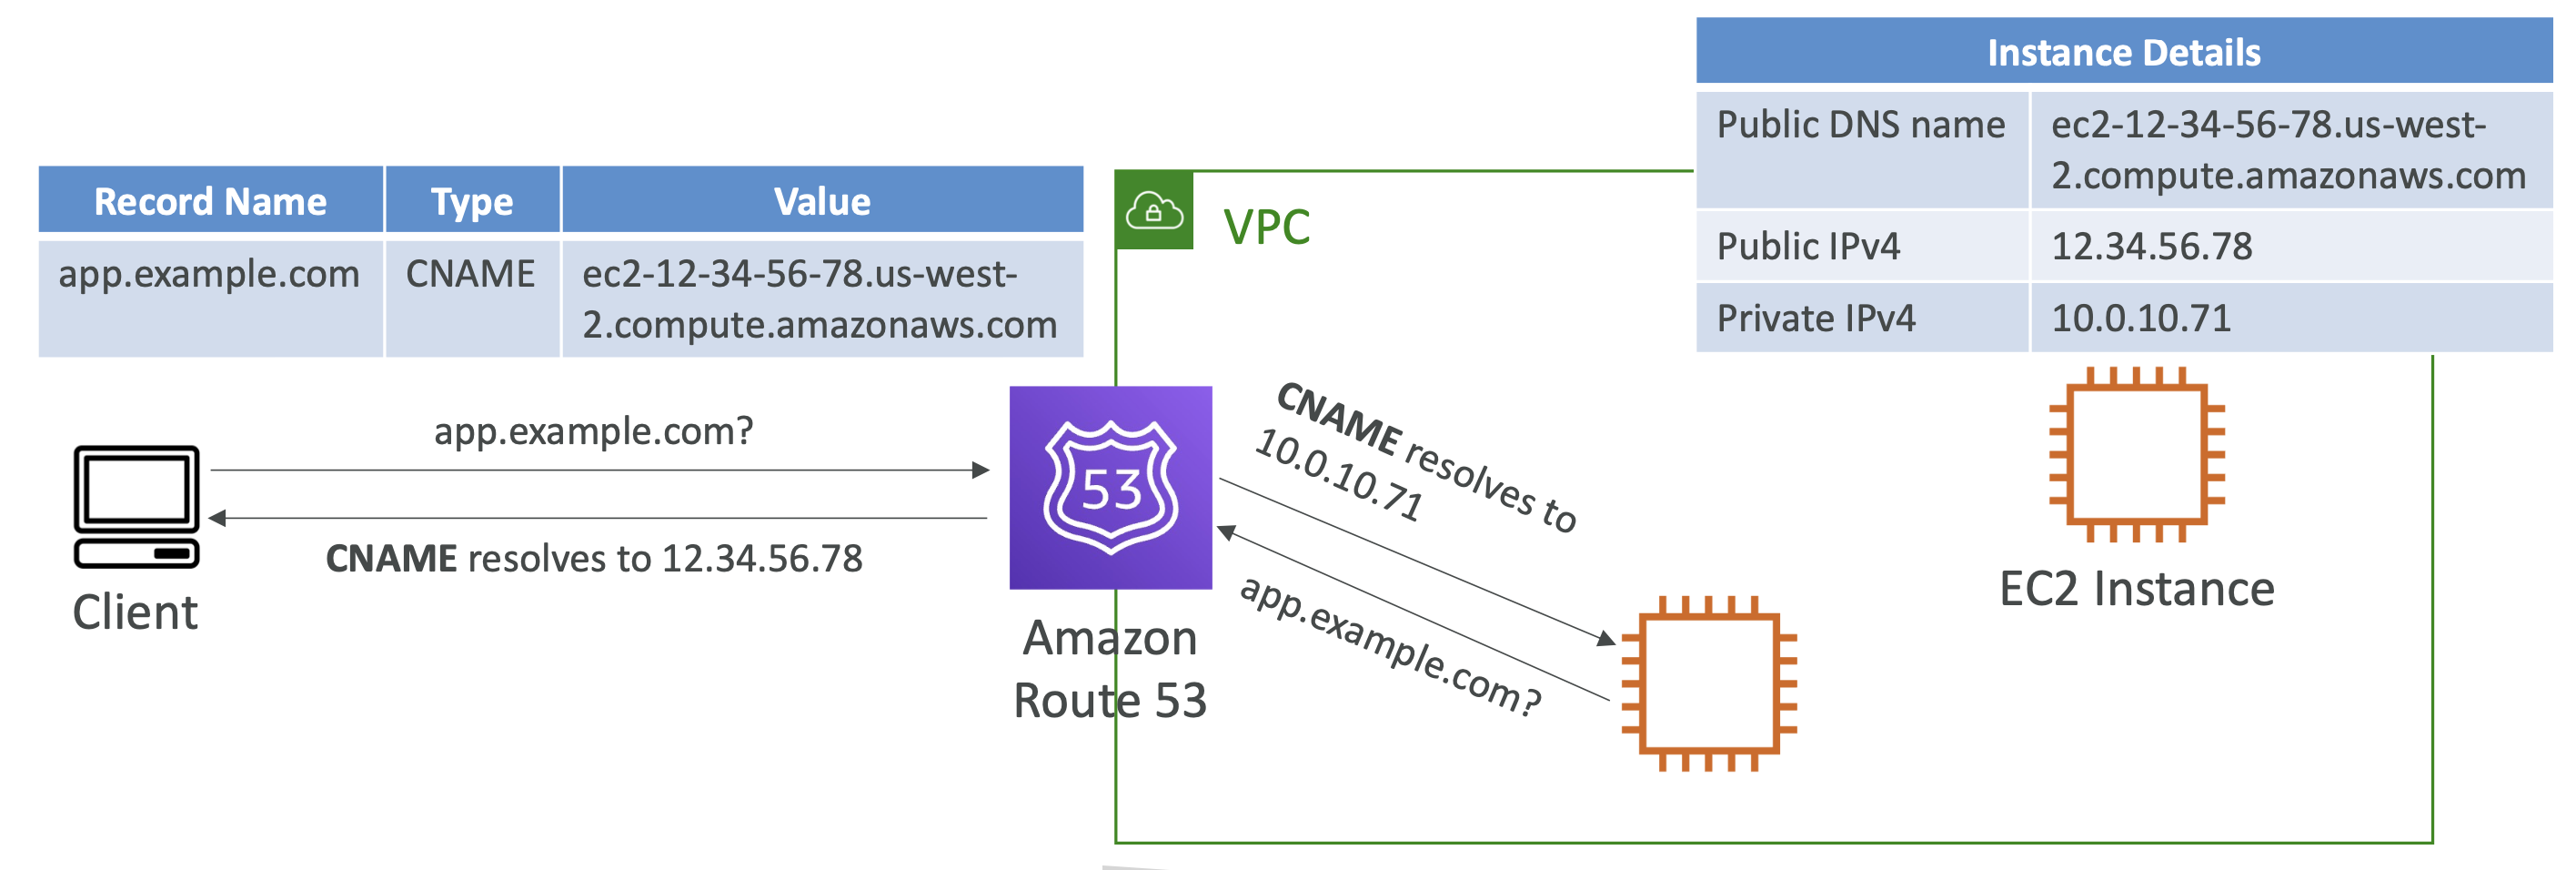 Instance Details
Public DNS name
ec2-12-34-56-78.us-west-
2.compute.amazonaws.com
Public IPv4
12.34.56.78
Private IPv4
10.0.10.71
Record Name
Type
Value
app.example.com
CNAME
ec2-12-34-56-78.us-west-
2.compute.amazonaws.com
VPC
app.example.com?
CNAME resolves to 12.34.56.78
Client
53
Amazon
Route 53
CNAME resolves to
10.0.10.71
app.example.com?
EC2 Instance